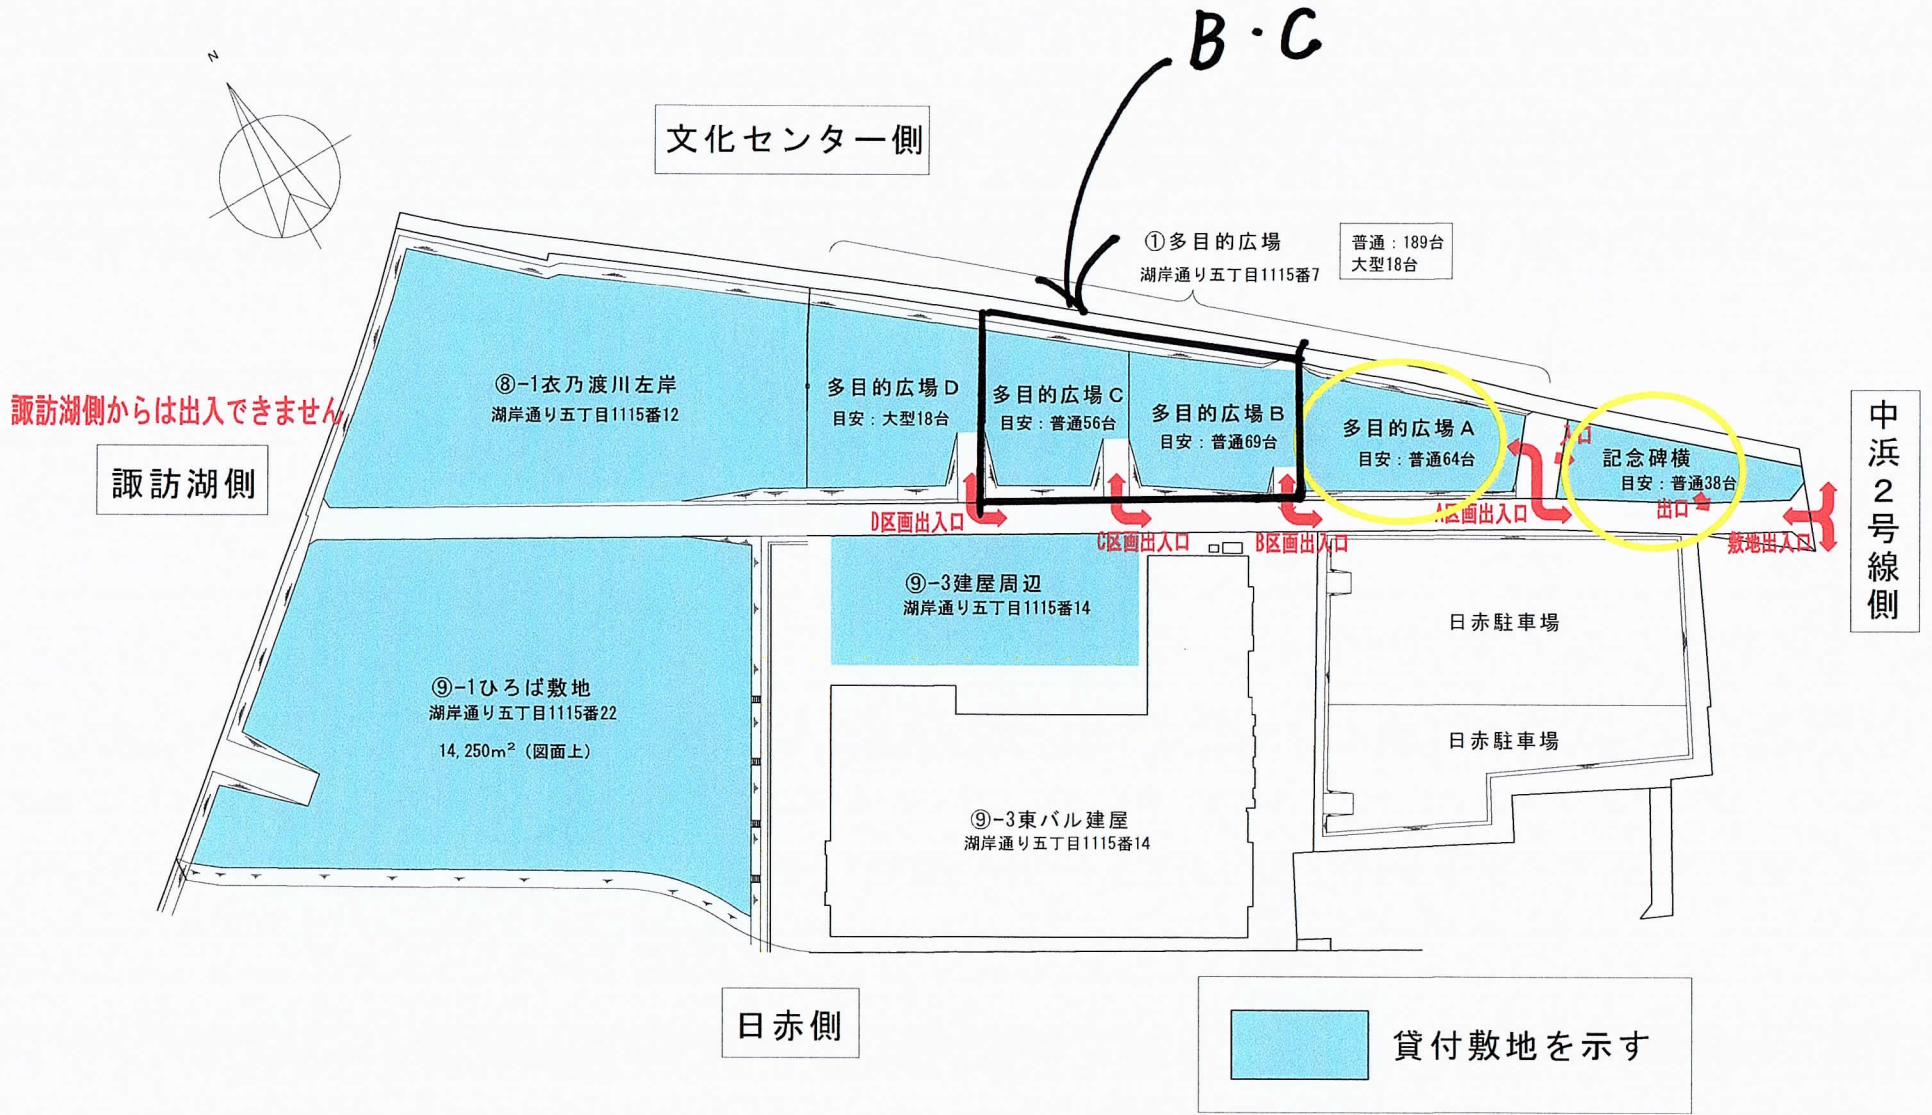 B・C
N
文化センター側
①多目的広場
湖岸通り五丁目1115番7
普通：189台
大型18台
⑧-1衣乃渡川左岸
湖岸通り五丁目1115番12
多目的広場D
目安：大型18台
多目的広場C
目安：普通56台
多目的広場B
目安：普通69台
多目的広場A
目安：普通64台
入口
記念碑横
目安：普通38台
出口
諏訪湖側からは出入できません
諏訪湖側
中浜2号線側
D区画出入口
C区画出入口
B区画出入口
A区画出入口
敷地出入口
⑨-3建屋周辺
湖岸通り五丁目1115番14
日赤駐車場
⑨-1ひろば敷地
湖岸通り五丁目1115番22
14,250m²（図面上）
日赤駐車場
⑨-3東バル建屋
湖岸通り五丁目1115番14
日赤側
貸付敷地を示す